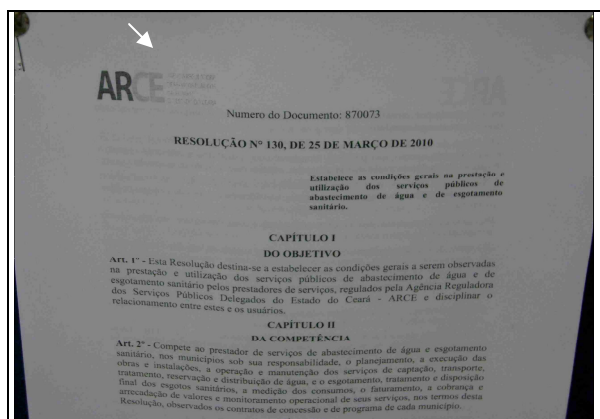 ARCE
Numero do Documento: 870073
RESOLUÇÃO Nº 130, DE 25 DE MARÇO DE 2010
Estabelece as condições gerais na prestação e
utilização dos serviços públicos de
abastecimento de água e de esgotamento
sanitário.
CAPÍTULO I
DO OBJETIVO
Art. 1º - Esta Resolução destina-se a estabelecer as condições gerais a serem observadas
na prestação e utilização dos serviços públicos de abastecimento de água e de
esgotamento sanitário pelos prestadores de serviços, regulados pela Agência Reguladora
dos Serviços Públicos Delegados do Estado do Ceará - ARCE e disciplinar o
relacionamento entre estes e os usuários.
CAPÍTULO II
DA COMPETÊNCIA
Art. 2º - Compete ao prestador de serviços de abastecimento de água e esgotamento
sanitário, nos municípios sob sua responsabilidade, o planejamento, a execução das
obras e instalações, a operação e manutenção dos serviços de captação, transporte,
tratamento, reservação e distribuição de água, e o esgotamento, tratamento e disposição
final dos esgotos sanitários, a medição dos consumos, o faturamento, a cobrança e
arrecadação de valores e monitoramento operacional de seus serviços, nos termos desta
Resolução, observados os contratos de concessão e de programa de cada município.